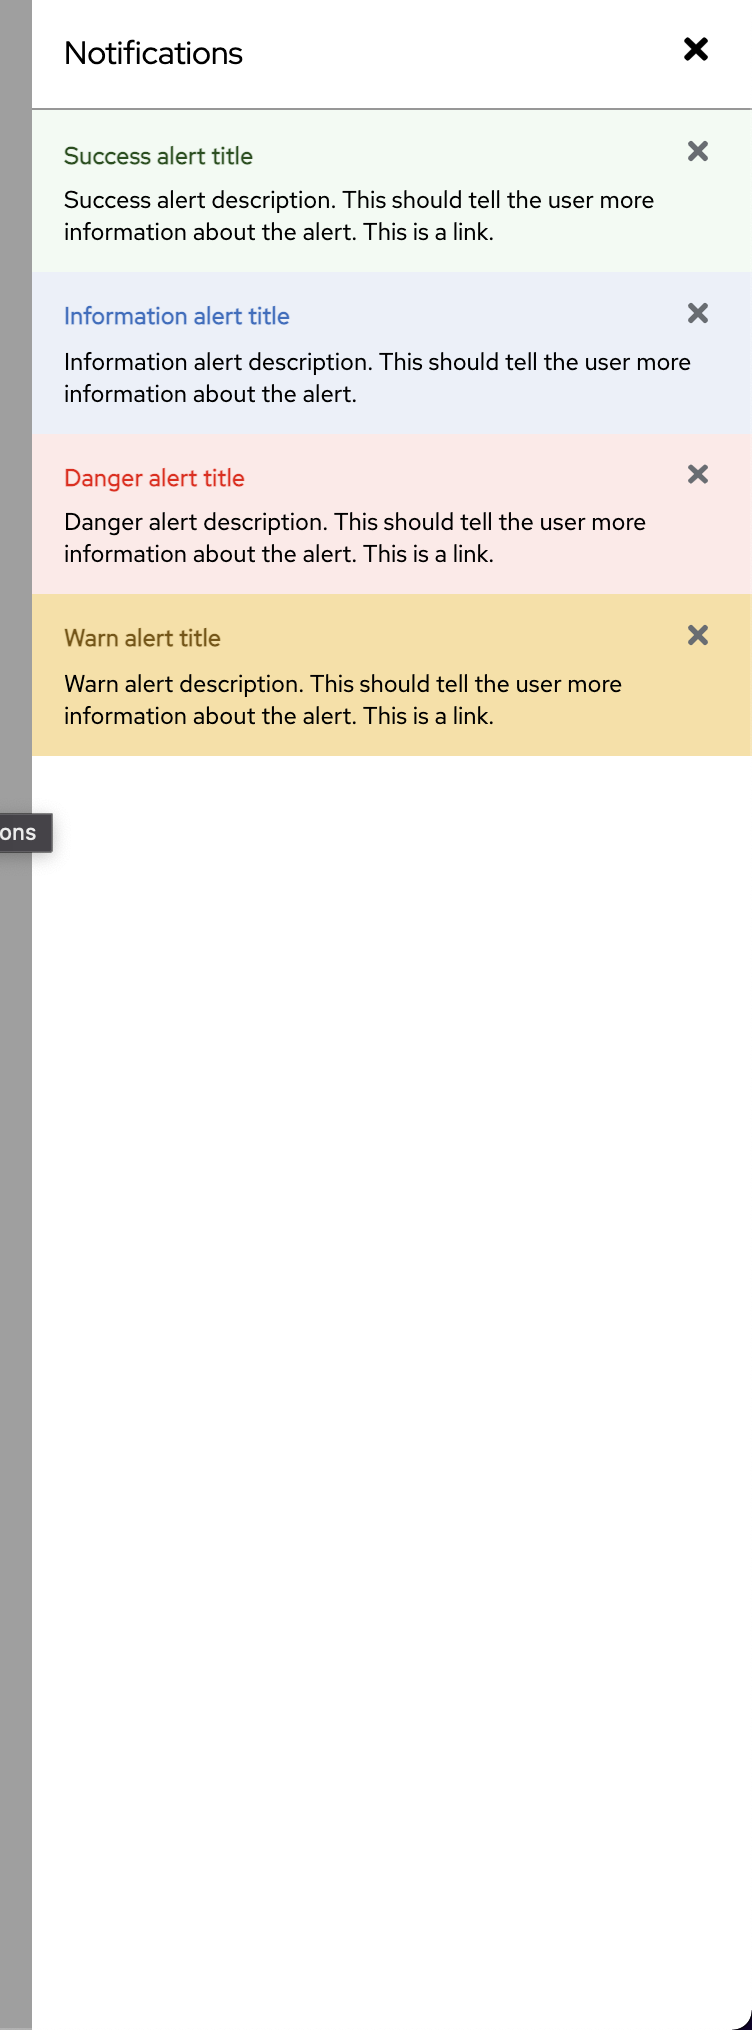 Notifications
Success alert title
Success alert description. This should tell the user more
information about the alert. This is a link.
Information alert title
Information alert description. This should tell the user more
information about the alert.
Danger alert title
Danger alert description. This should tell the user more
information about the alert. This is a link.
Warn alert title
Warn alert description. This should tell the user more
information about the alert. This is a link.
ons